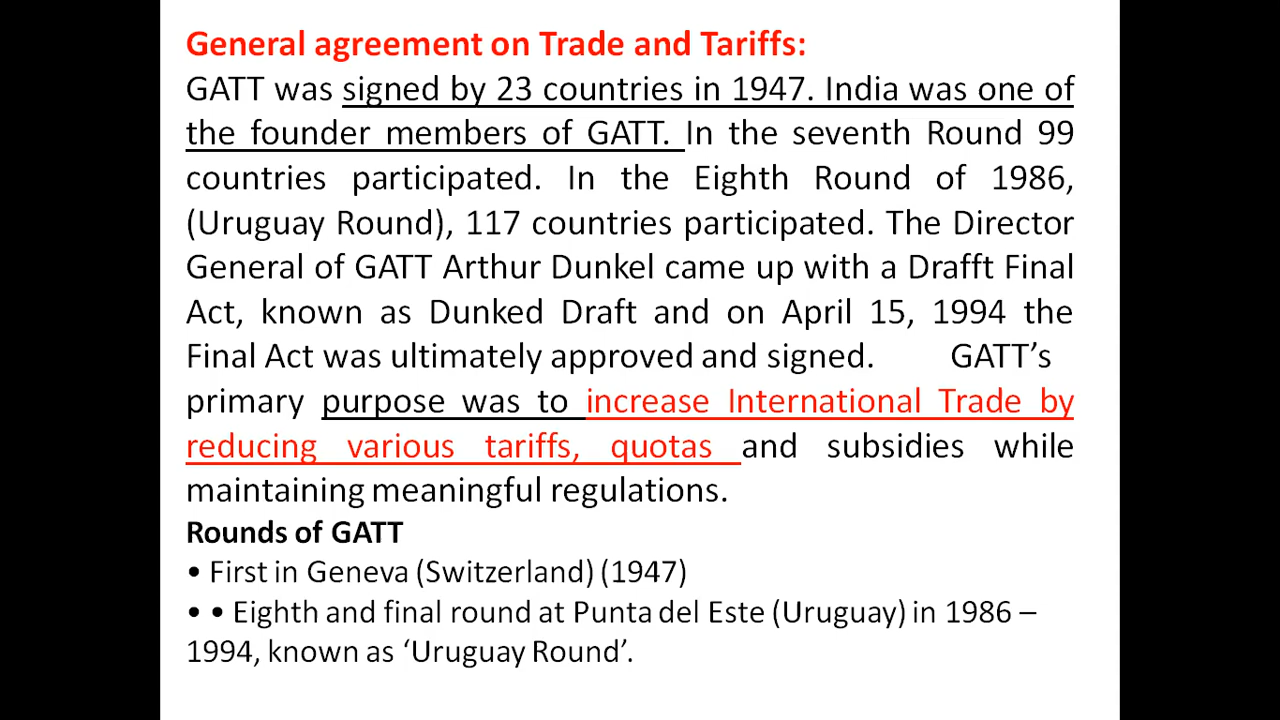 General agreement on Trade and Tariffs:
GATT was signed by 23 countries in 1947. India was one of
the founder members of GATT. In the seventh Round 99
countries participated. In the Eighth Round of 1986,
(Uruguay Round), 117 countries participated. The Director
General of GATT Arthur Dunkel came up with a Drafft Final
Act, known as Dunked Draft and on April 15, 1994 the
Final Act was ultimately approved and signed. GATT’s
primary purpose was to increase International Trade by
reducing various tariffs, quotas and subsidies while
maintaining meaningful regulations.
Rounds of GATT
• First in Geneva (Switzerland) (1947)
• • Eighth and final round at Punta del Este (Uruguay) in 1986 –
1994, known as ‘Uruguay Round’.